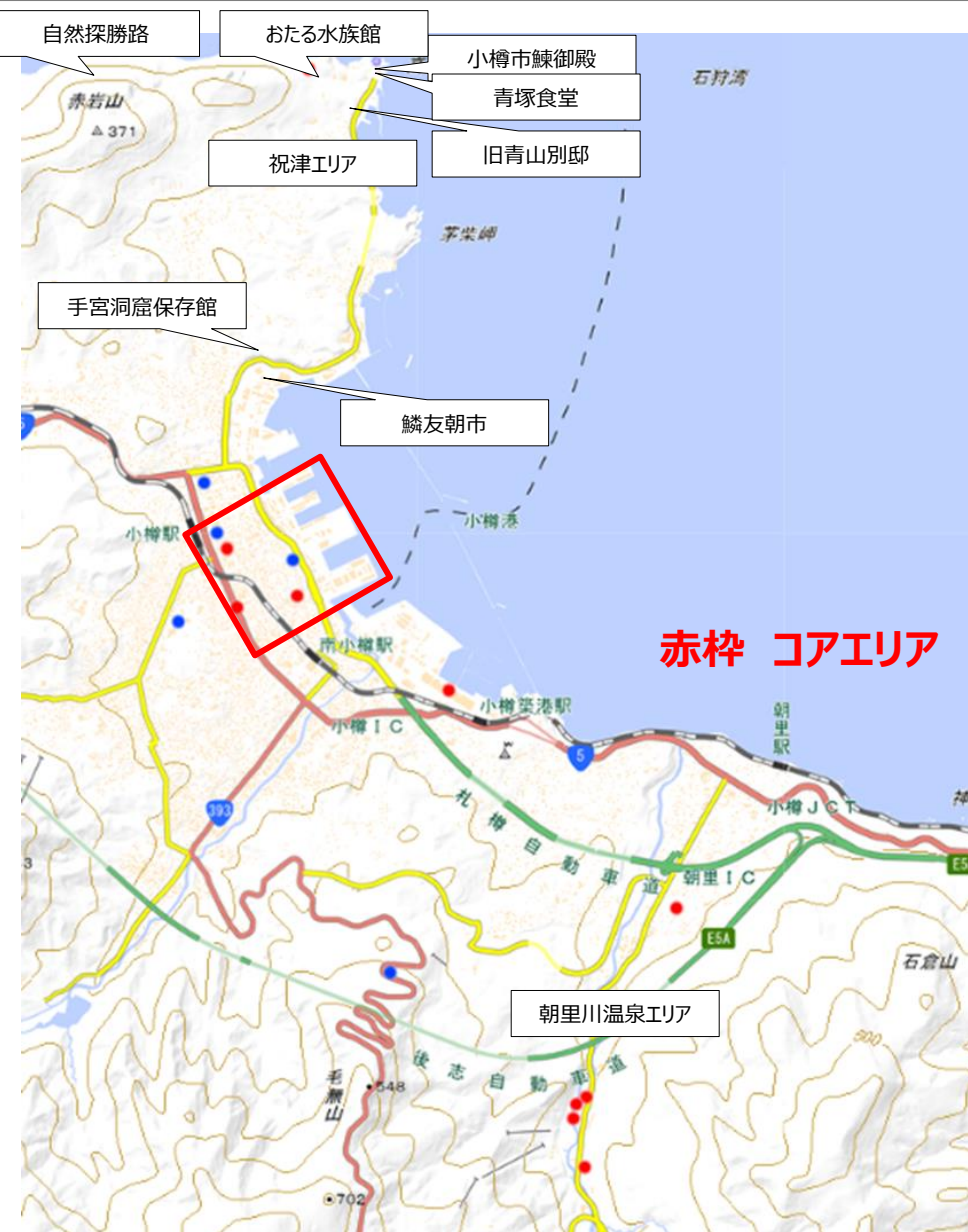 自然探勝路
おたる水族館
小樽市鰊御殿
青塚食堂
旧青山別邸
石狩湾
赤岩山
371
祝津エリア
茅柴岬
手宮洞窟保存館
鱗友朝市
5
小樽駅
小樽港
南小樽駅
赤枠 コアエリア
小樽築港駅
小樽IC
朝里駅
5
小樽JCT
神
393
札樽自動車道
朝里IC
3
E5
E5A
石倉山
朝里川温泉エリア
500
後志自動車道
毛無山
548
702